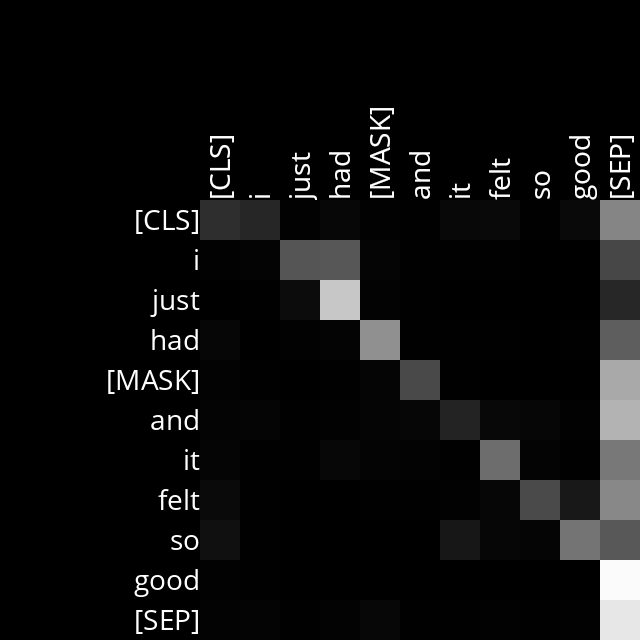 [CLS] i just had [MASK] and it felt so good [SEP]
[CLS]
i
just
had
[MASK]
and
it
felt
so
good
[SEP]